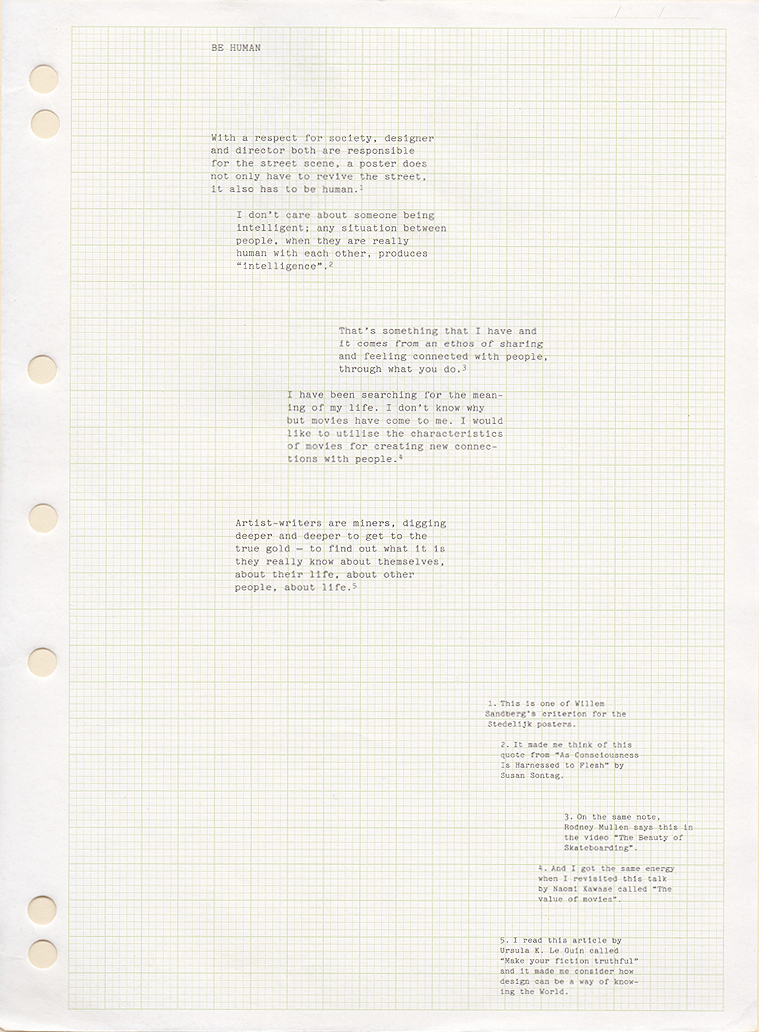 BE HUMAN
With a respect for society, designer
and director both are responsible
for the street scene, a poster does
not only have to revive the street,
it also has to be human.¹
I don't care about someone being
intelligent; any situation between
people, when they are really
human with each other, produces
“intelligence”.²
That's something that I have and
it comes from an ethos of sharing
and feeling connected with people,
through what you do.³
I have been searching for the mean-
ing of my life. I don't know why
but movies have come to me. I would
like to utilise the characteristics
of movies for creating new connec-
tions with people.⁴
Artist-writers are miners, digging
deeper and deeper to get to the
true gold — to find out what it is
they really know about themselves,
about their life, about other
people, about life.⁵
1. This is one of Willem
Sandberg's criterion for the
Stedelijk posters.
2. It made me think of this
quote from “As Consciousness
Is Harnessed to Flesh” by
Susan Sontag.
3. On the same note,
Rodney Mullen says this in
the video “The Beauty of
Skateboarding”.
4. And I got the same energy
when I revisited this talk
by Naomi Kawase called “The
value of movies”.
5. I read this article by
Ursula K. Le Guin called
“Make your fiction truthful”
and it made me consider how
design can be a way of know-
ing the World.